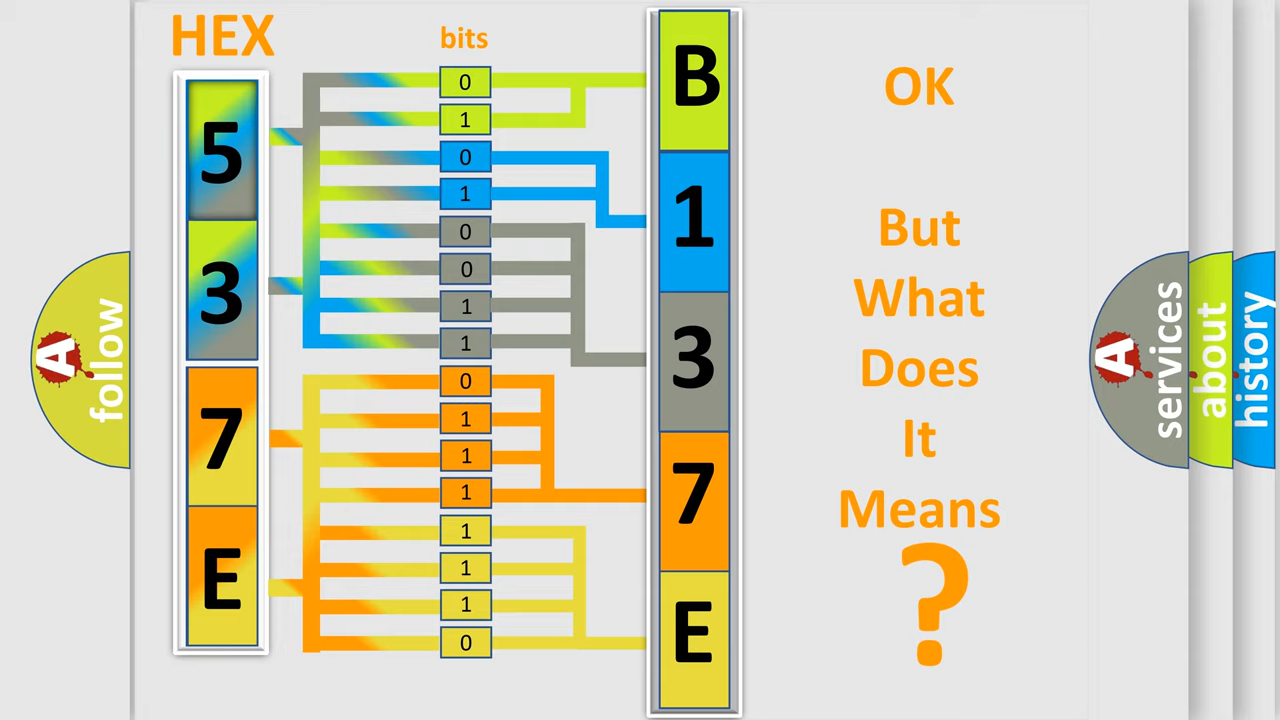 HEX
bits
5
3
7
E
0
1
0
1
0
0
1
1
0
1
1
1
1
1
1
0
B
1
3
7
E
OK
But
What
Does
It
Means
?
A
follow
A
services
about
history